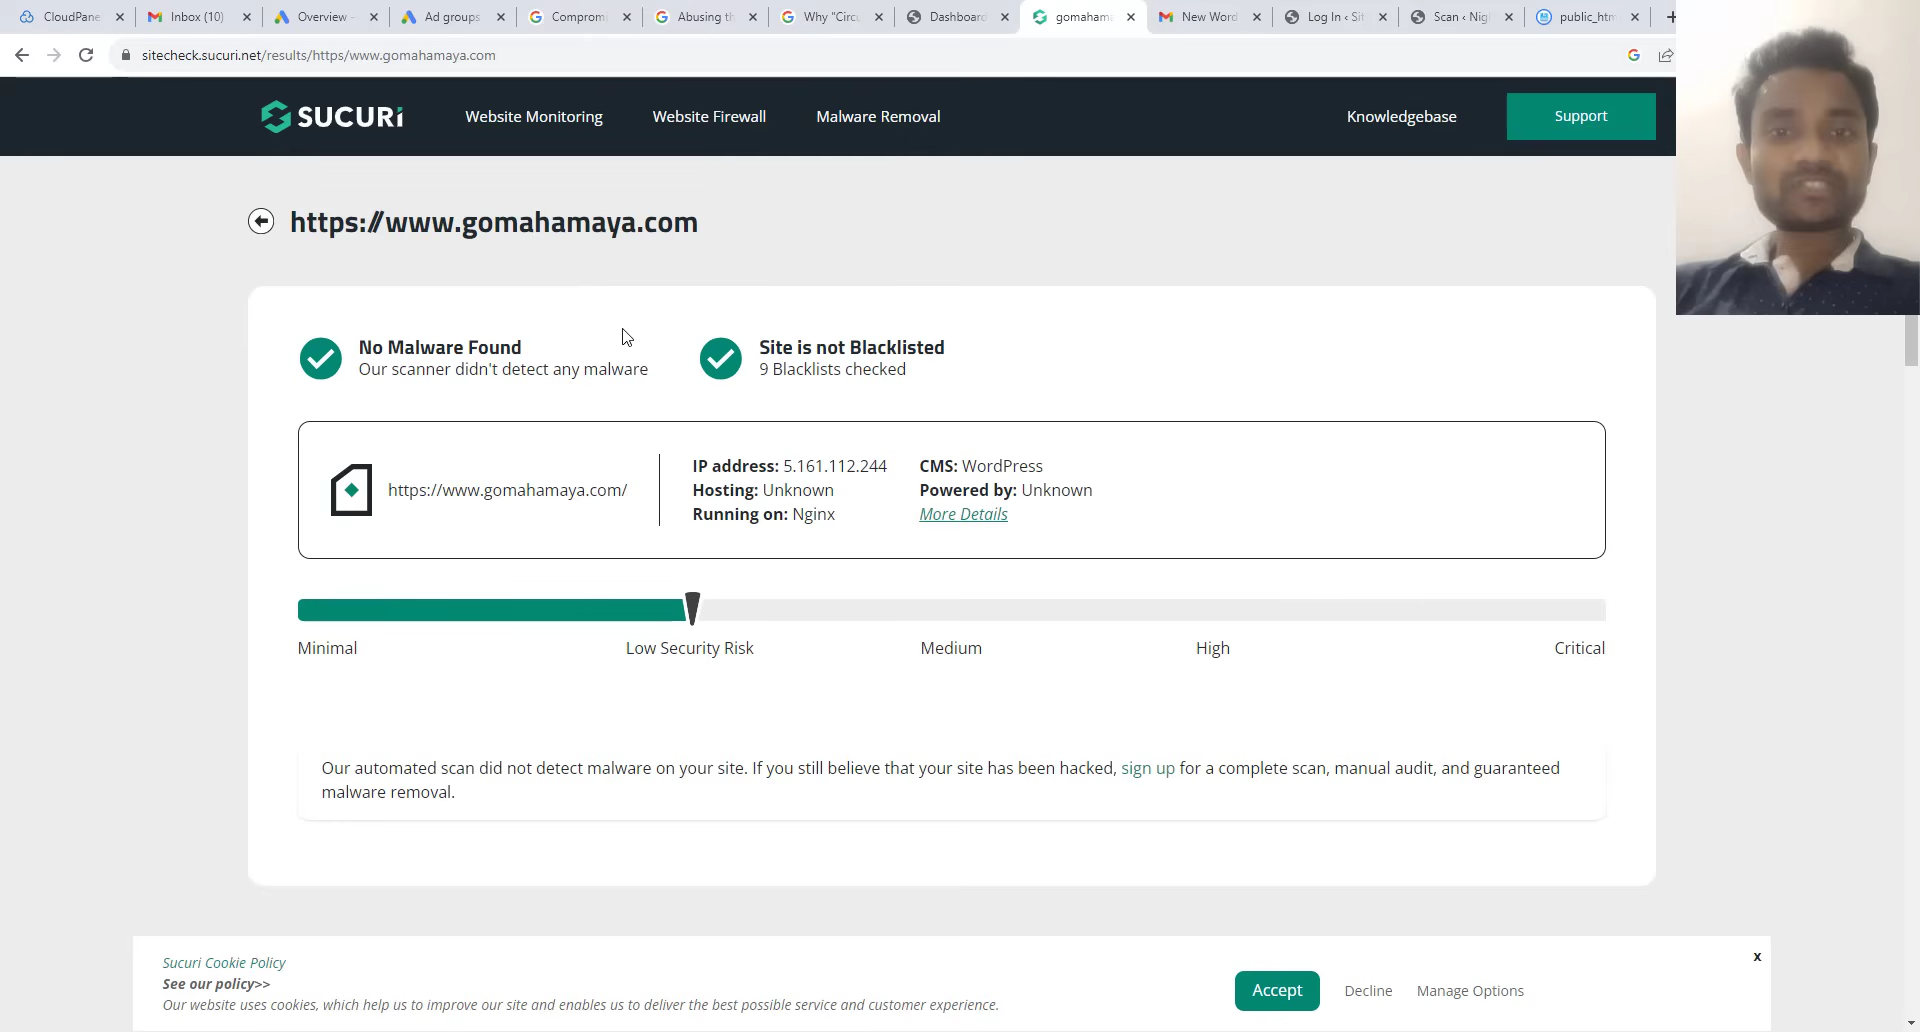 CloudPane
Inbox (10)
Overview -
Ad groups
Comprom
Abusing th
Why "Circu
Dashboard
gomahama
New Word
Log In ‹ Sit
Scan ‹ Nig
public_htm
sitecheck.sucuri.net/results/https/www.gomahamaya.com
SUCURi
Website Monitoring
Website Firewall
Malware Removal
Knowledgebase
Support
https://www.gomahamaya.com
No Malware Found
Our scanner didn't detect any malware
Site is not Blacklisted
9 Blacklists checked
https://www.gomahamaya.com/
IP address: 5.161.112.244
Hosting: Unknown
Running on: Nginx
CMS: WordPress
Powered by: Unknown
More Details
Minimal
Low Security Risk
Medium
High
Critical
Our automated scan did not detect malware on your site. If you still believe that your site has been hacked, sign up for a complete scan, manual audit, and guaranteed
malware removal.
Sucuri Cookie Policy
See our policy>>
Our website uses cookies, which help us to improve our site and enables us to deliver the best possible service and customer experience.
Accept
Decline
Manage Options
x